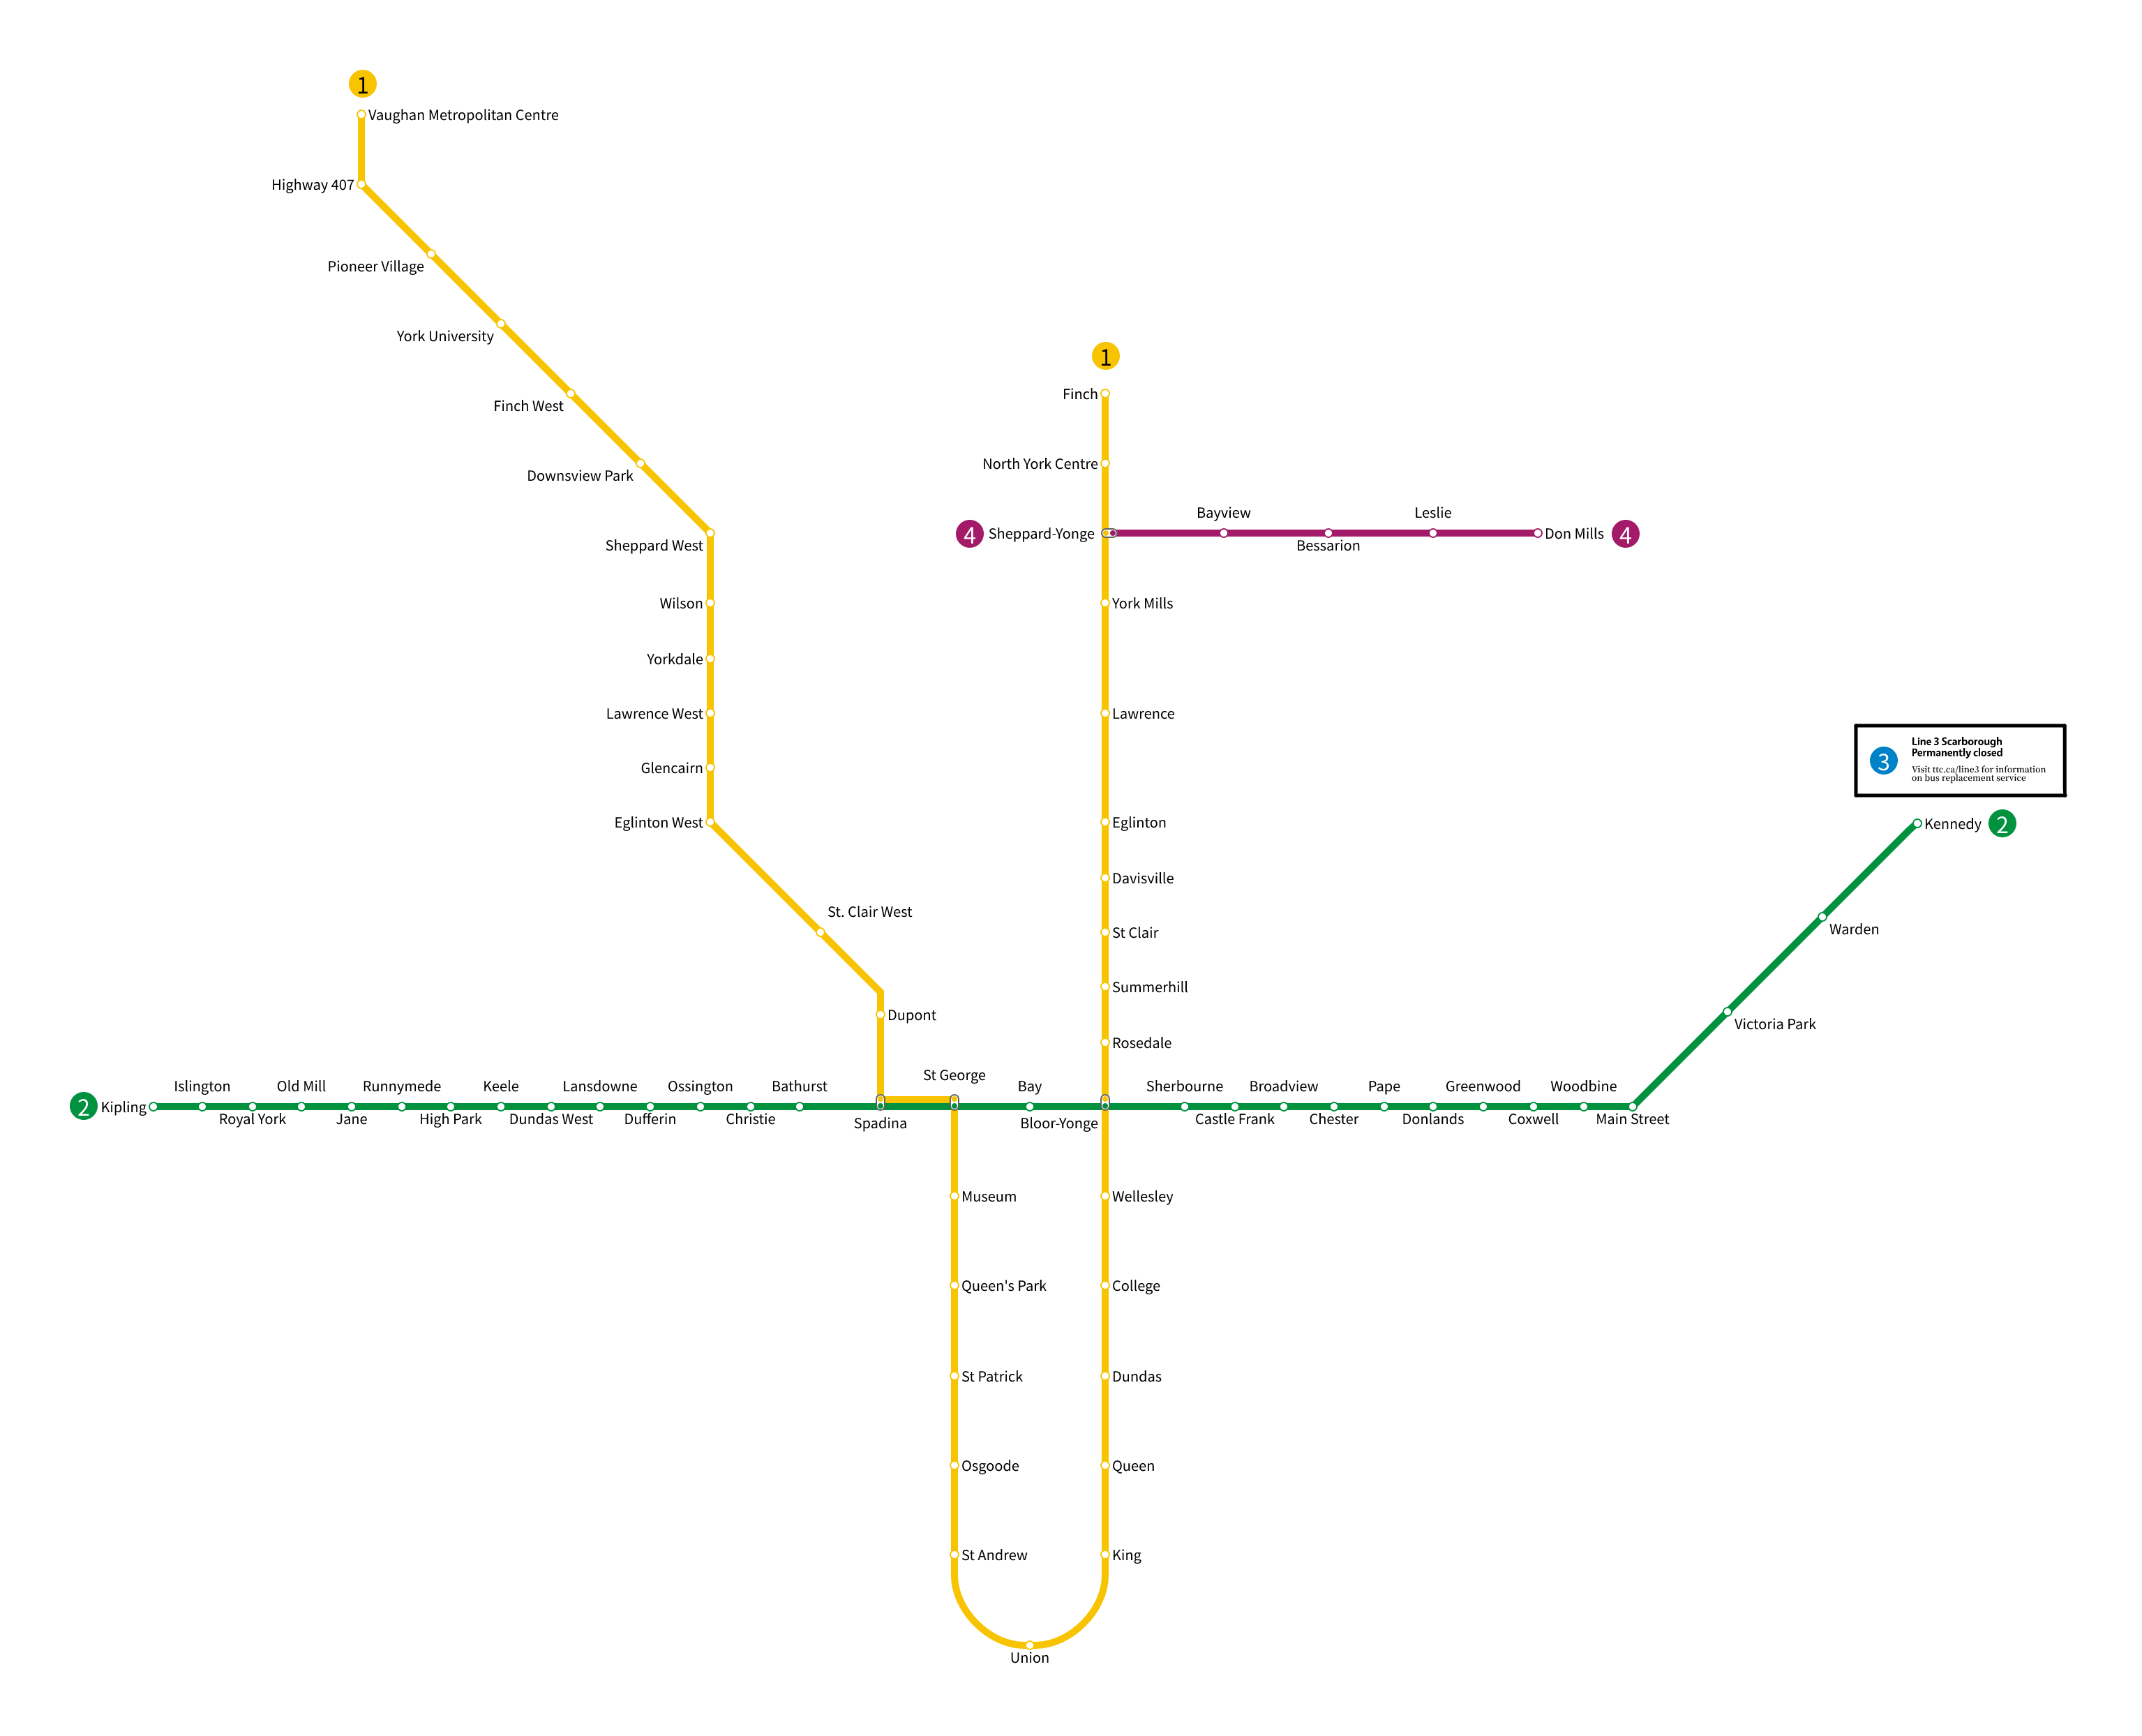 1
Vaughan Metropolitan Centre
Highway 407
Pioneer Village
York University
1
Finch
Finch West
North York Centre
Downsview Park
Bayview
Leslie
4 Sheppard-Yonge
Don Mills 4
Sheppard West
Bessarion
Wilson
York Mills
Yorkdale
Lawrence West
Lawrence
Line 3 Scarborough
Permanently closed
3
Visit ttc.ca/line3 for information
on bus replacement service
Glencairn
Eglinton West
Eglinton
Kennedy 2
Davisville
St. Clair West
Warden
St Clair
Summerhill
Dupont
Victoria Park
Rosedale
St George
Islington
Old Mill
Runnymede
Keele
Lansdowne
Ossington
Bathurst
Bay
Sherbourne
Broadview
Pape
Greenwood
Woodbine
2 Kipling
Royal York
Jane
High Park
Dundas West
Dufferin
Christie
Spadina
Bloor-Yonge
Castle Frank
Chester
Donlands
Coxwell
Main Street
Museum
Wellesley
Queen's Park
College
St Patrick
Dundas
Osgoode
Queen
St Andrew
King
Union